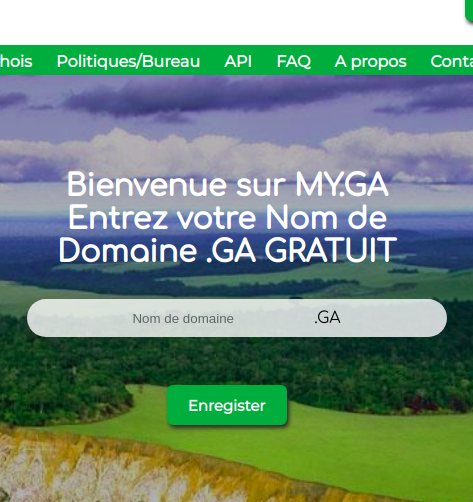 hois Politiques/Bureau API FAQ A propos Conta
Bienvenue sur MY.GA
Entrez votre Nom de
Domaine .GA GRATUIT
Nom de domaine .GA
Enregister